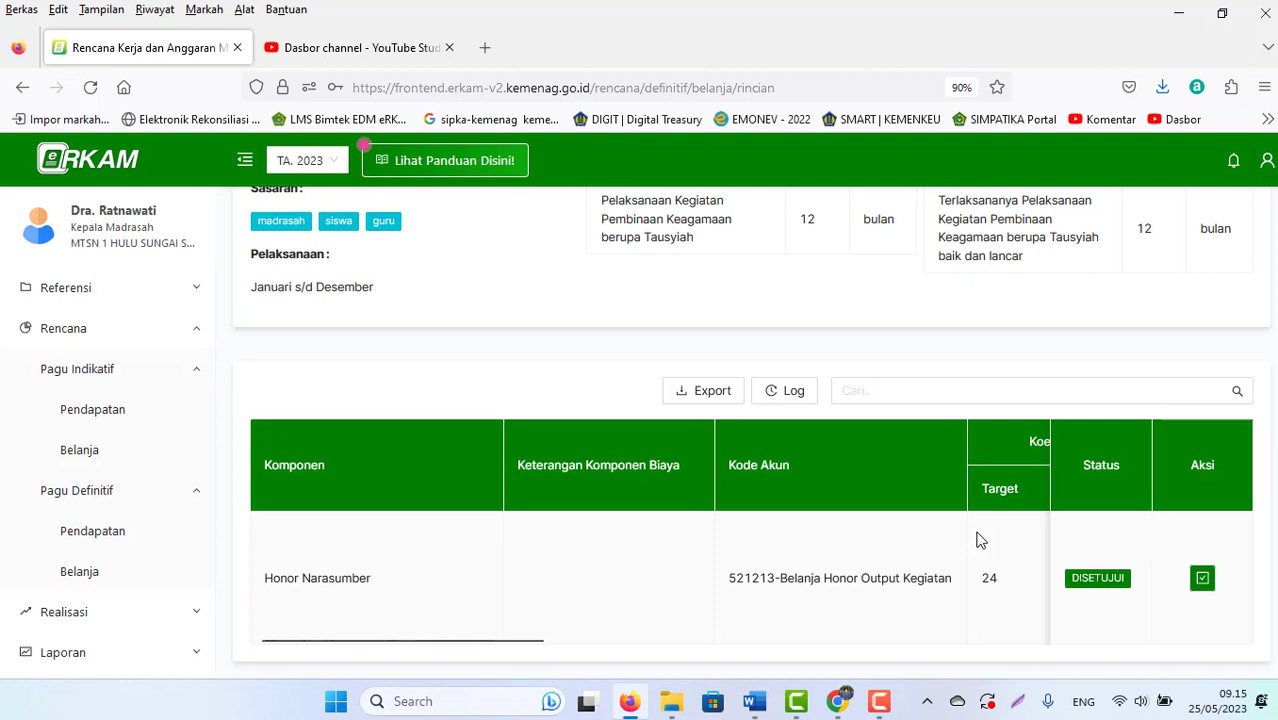 Berkas Edit Tampilan Riwayat Markah Alat Bantuan
Rencana Kerja dan Anggaran M
Dasbor channel - YouTube Stud
https://frontend.erkam-v2.kemenag.go.id/rencana/definitif/belanja/rincian
90%
Impor markah...
Elektronik Rekonsiliasi ...
LMS Bimtek EDM eRK...
sipka-kemenag keme...
DIGIT | Digital Treasury
EMONEV - 2022
SMART | KEMENKEU
SIMPATIKA Portal
Komentar
Dasbor
eRKAM
TA. 2023
Lihat Panduan Disini!
Dra. Ratnawati
Kepala Madrasah
MTSN 1 HULU SUNGAI S...
Referensi
Rencana
Pagu Indikatif
Pendapatan
Belanja
Pagu Definitif
Pendapatan
Belanja
Realisasi
Laporan
Sasaran:
madrasah siswa guru
Pelaksanaan :
Januari s/d Desember
Pelaksanaan Kegiatan
Pembinaan Keagamaan
berupa Tausyiah
12
bulan
Terlaksananya Pelaksanaan
Kegiatan Pembinaan
Keagamaan berupa Tausyiah
baik dan lancar
12
bulan
Export
Log
Cari..
Komponen
Keterangan Komponen Biaya
Kode Akun
Koe
Target
Status
Aksi
Honor Narasumber
521213-Belanja Honor Output Kegiatan
24
DISETUJUI
Search
ENG
09.15
25/05/2023